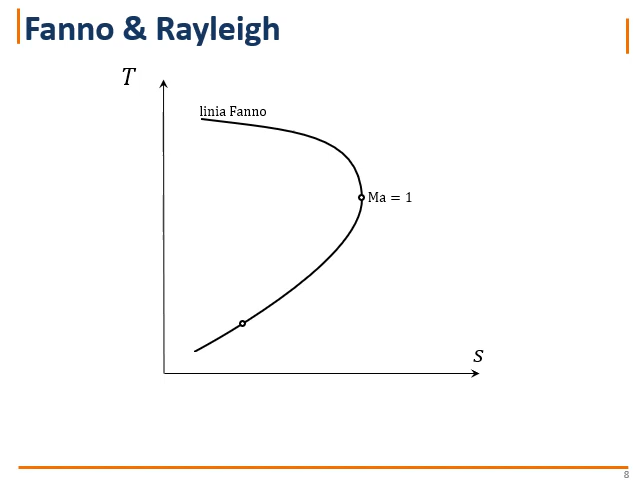 Fanno & Rayleigh
T
linia Fanno
Ma = 1
s
8